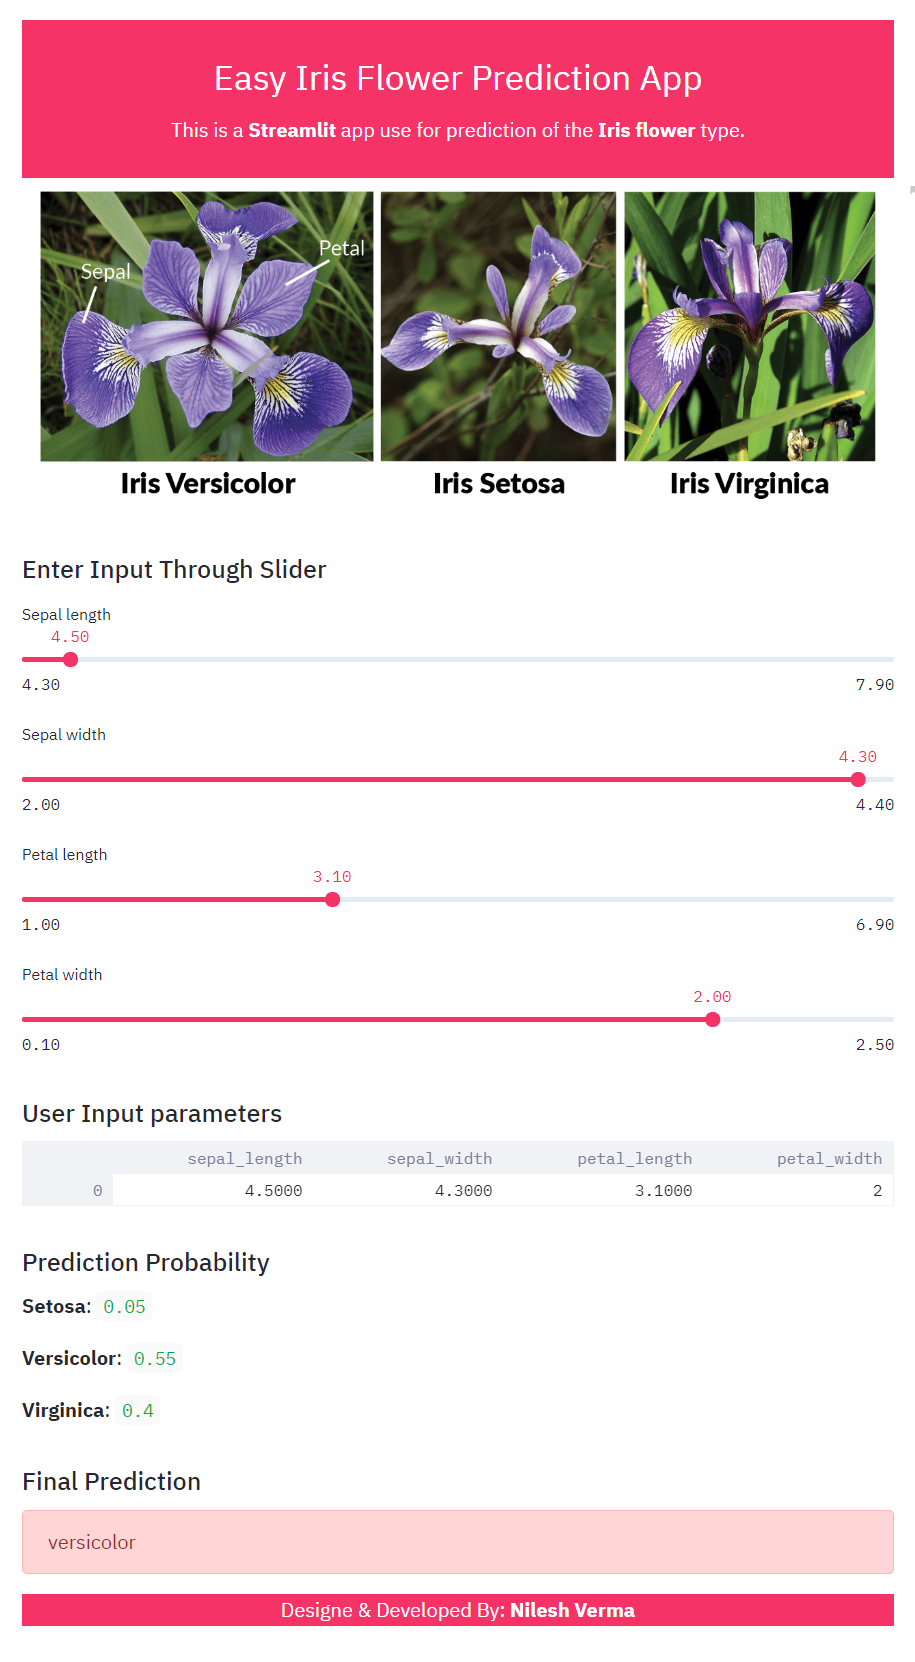 Easy Iris Flower Prediction App
This is a Streamlit app use for prediction of the Iris flower type.
Sepal
Petal
Iris Versicolor
Iris Setosa
Iris Virginica
Enter Input Through Slider
Sepal length
4.50
4.30 7.90
Sepal width
4.30
2.00 4.40
Petal length
3.10
1.00 6.90
Petal width
2.00
0.10 2.50
User Input parameters
sepal_length sepal_width petal_length petal_width
0 4.5000 4.3000 3.1000 2
Prediction Probability
Setosa: 0.05
Versicolor: 0.55
Virginica: 0.4
Final Prediction
versicolor
Designe & Developed By: Nilesh Verma